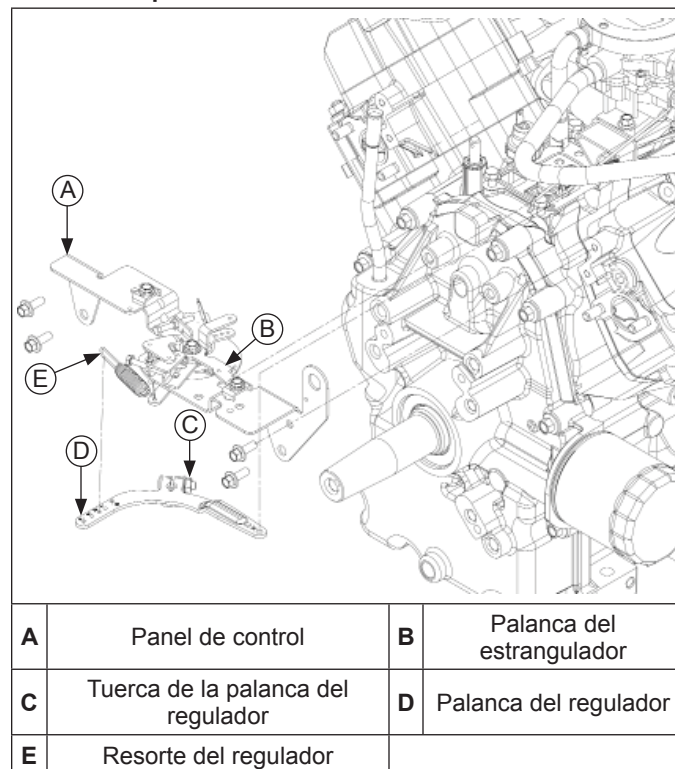 A
B
E
C
D
A Panel de control B Palanca del estrangulador
C Tuerca de la palanca del regulador D Palanca del regulador
E Resorte del regulador